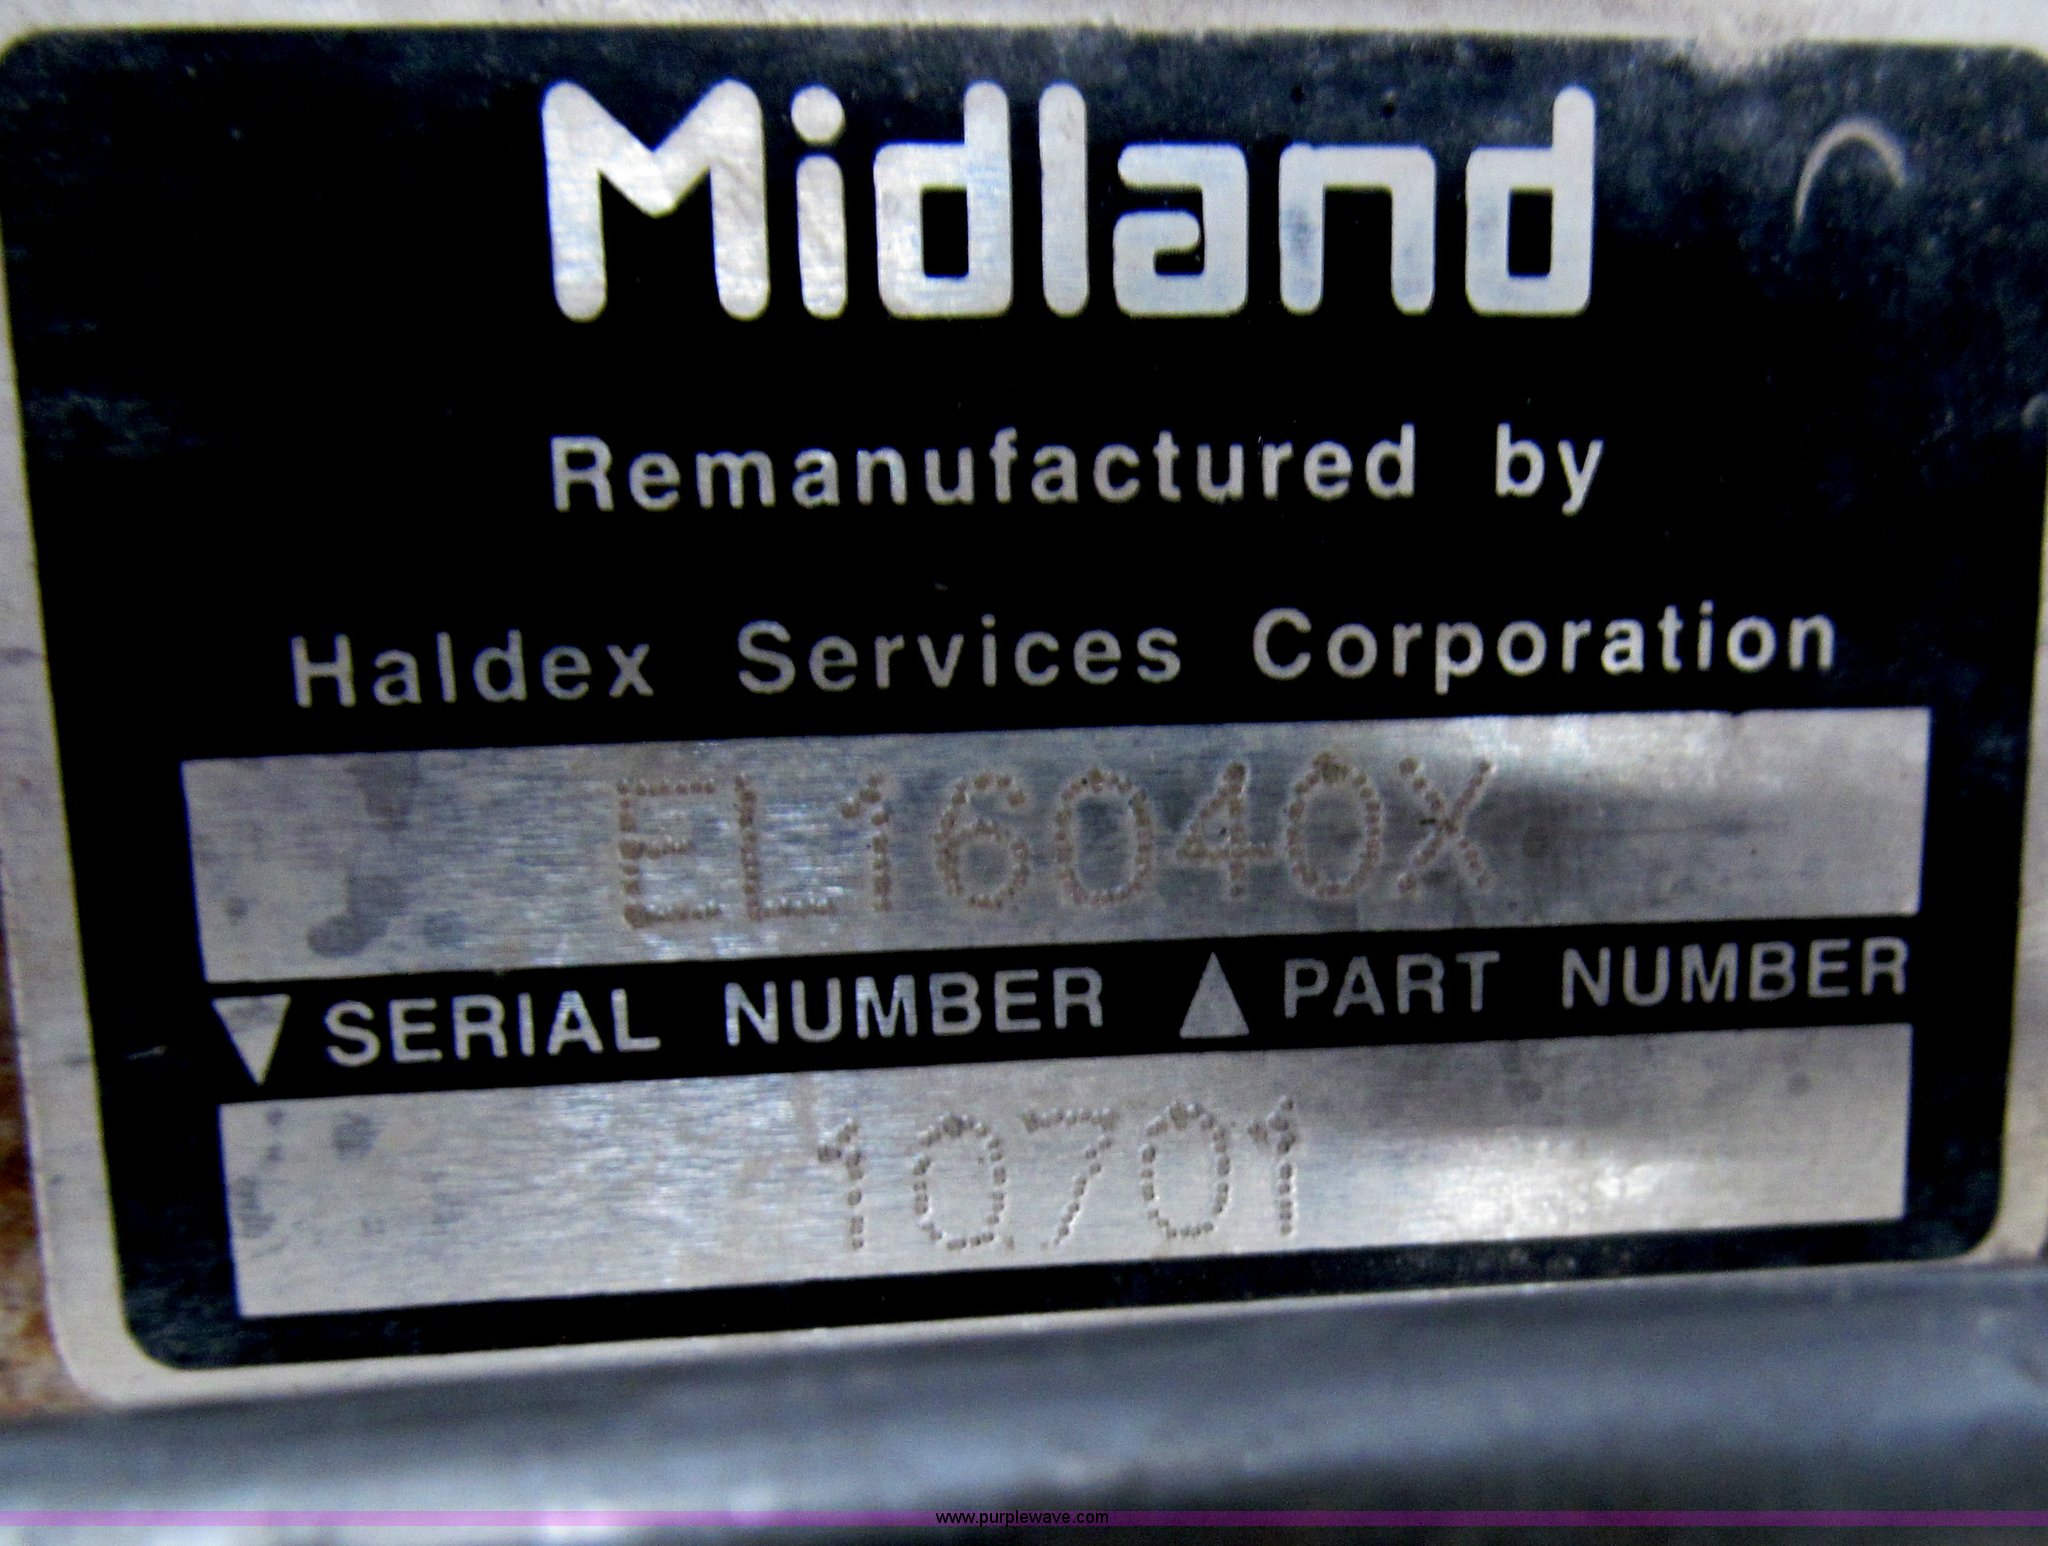 Midland
Remanufactured by
Haldex Services Corporation
EL16040X
▼ SERIAL NUMBER ▲ PART NUMBER
10701
www.purplewave.com